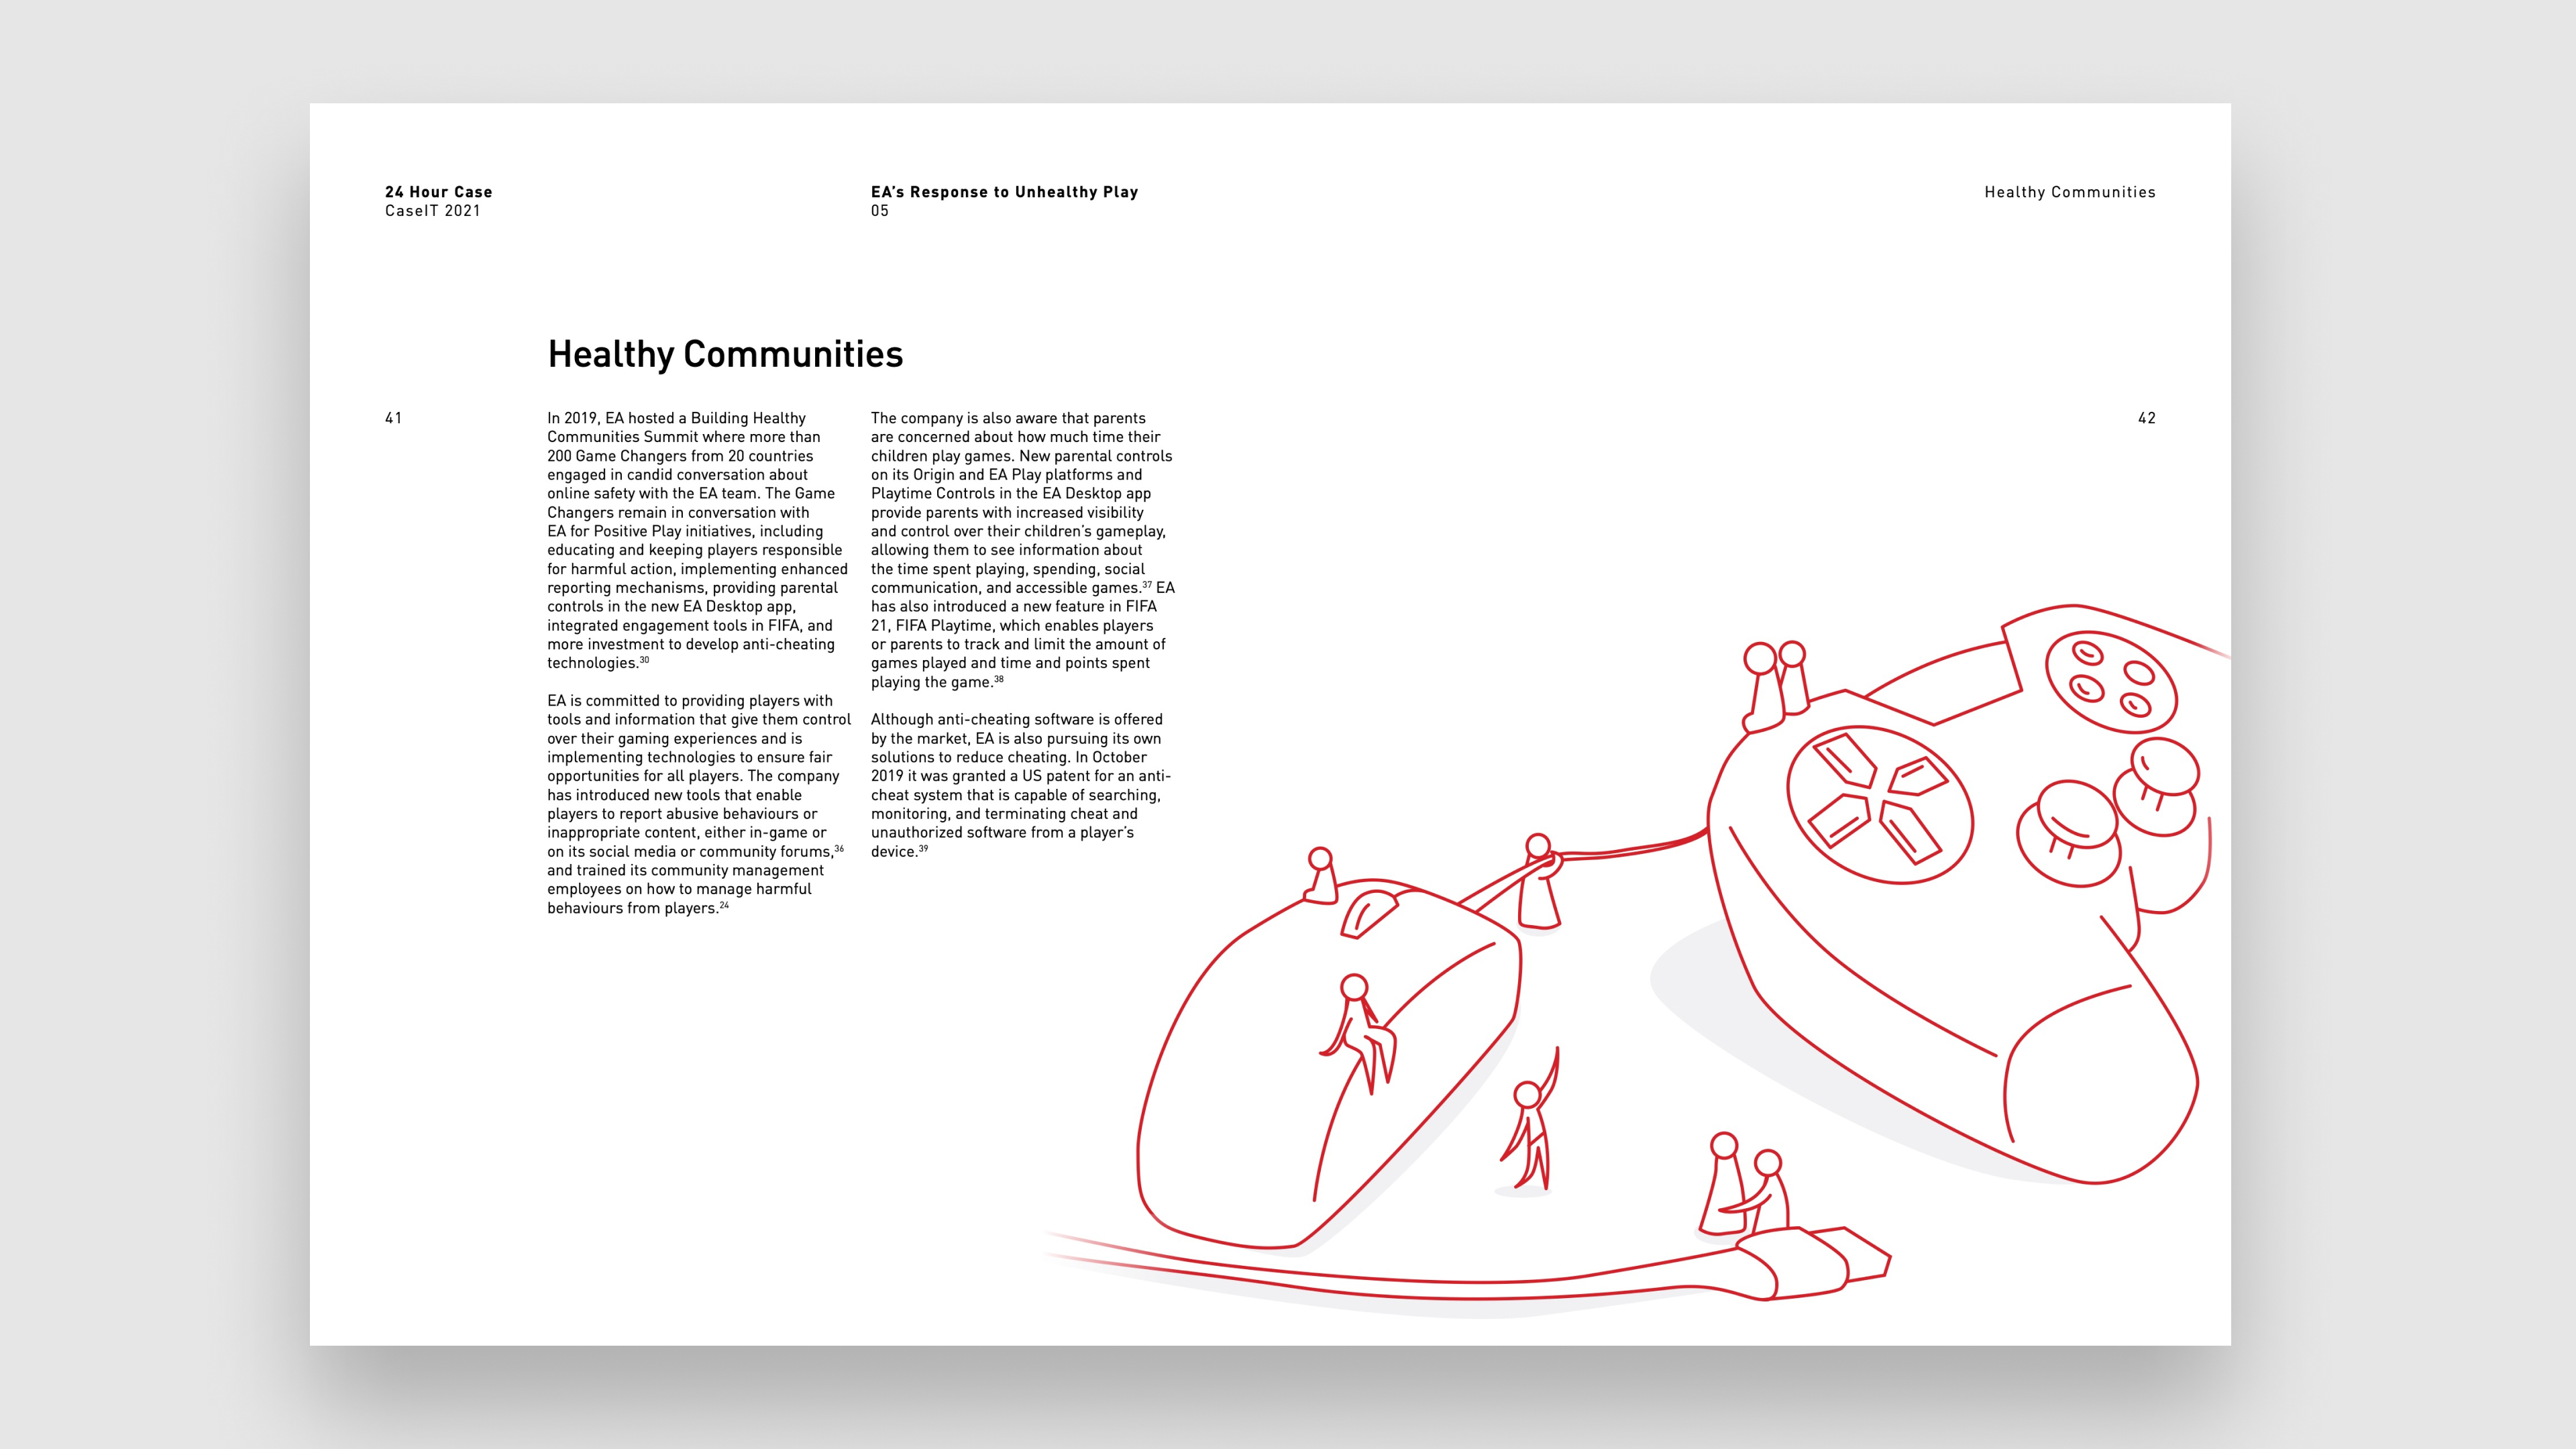 24 Hour Case
CaseIT 2021
EA's Response to Unhealthy Play
05
Healthy Communities
Healthy Communities
41
In 2019, EA hosted a Building Healthy
Communities Summit where more than
200 Game Changers from 20 countries
engaged in candid conversation about
online safety with the EA team. The Game
Changers remain in conversation with
EA for Positive Play initiatives, including
educating and keeping players responsible
for harmful action, implementing enhanced
reporting mechanisms, providing parental
controls in the new EA Desktop app,
integrated engagement tools in FIFA, and
more investment to develop anti-cheating
technologies.³⁰
EA is committed to providing players with
tools and information that give them control
over their gaming experiences and is
implementing technologies to ensure fair
opportunities for all players. The company
has introduced new tools that enable
players to report abusive behaviours or
inappropriate content, either in-game or
on its social media or community forums,³⁶
and trained its community management
employees on how to manage harmful
behaviours from players.²⁴
The company is also aware that parents
are concerned about how much time their
children play games. New parental controls
on its Origin and EA Play platforms and
Playtime Controls in the EA Desktop app
provide parents with increased visibility
and control over their children's gameplay,
allowing them to see information about
the time spent playing, spending, social
communication, and accessible games.³⁷ EA
has also introduced a new feature in FIFA
21, FIFA Playtime, which enables players
or parents to track and limit the amount of
games played and time and points spent
playing the game.³⁸
Although anti-cheating software is offered
by the market, EA is also pursuing its own
solutions to reduce cheating. In October
2019 it was granted a US patent for an anti-
cheat system that is capable of searching,
monitoring, and terminating cheat and
unauthorized software from a player's
device.³⁹
42